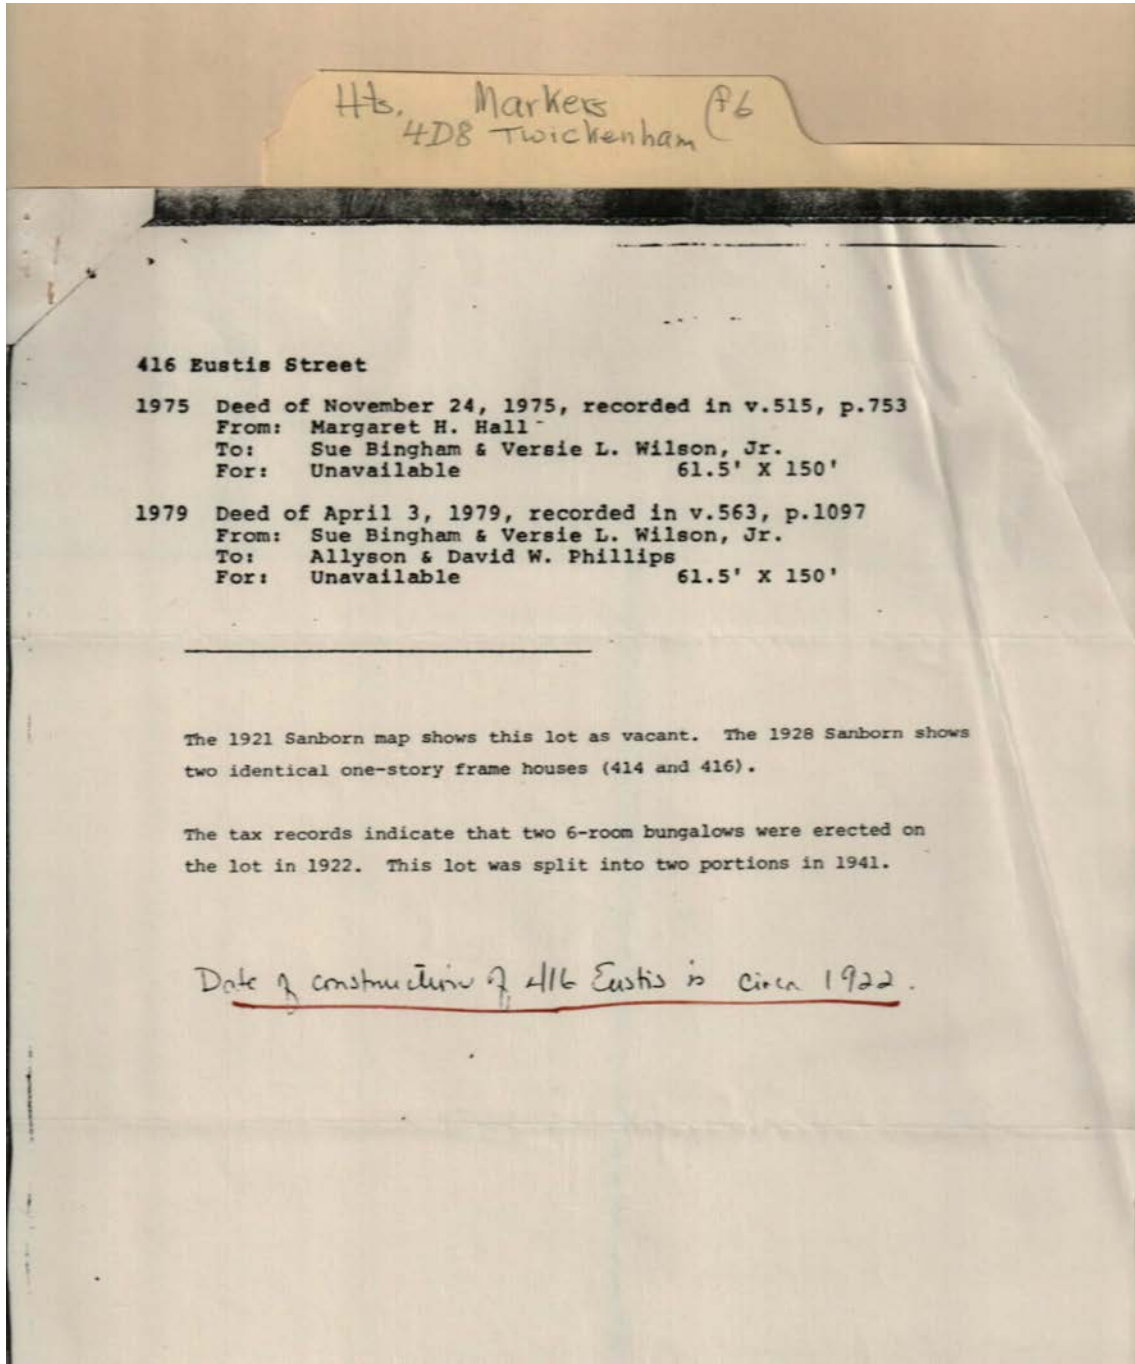 Hts. Markers
4D8 Twickenham
416 Eustis Street
1975 Deed of November 24, 1975, recorded in v.515, p.753
From: Margaret H. Hall
To: Sue Bingham & Versie L. Wilson, Jr.
For: Unavailable 61.5' X 150'
1979 Deed of April 3, 1979, recorded in v.563, p.1097
From: Sue Bingham & Versie L. Wilson, Jr.
To: Allyson & David W. Phillips
For: Unavailable 61.5' X 150'
The 1921 Sanborn map shows this lot as vacant. The 1928 Sanborn shows
two identical one-story frame houses (414 and 416).
The tax records indicate that two 6-room bungalows were erected on
the lot in 1922. This lot was split into two portions in 1941.
Date of construction of 416 Eustis is circa 1922.